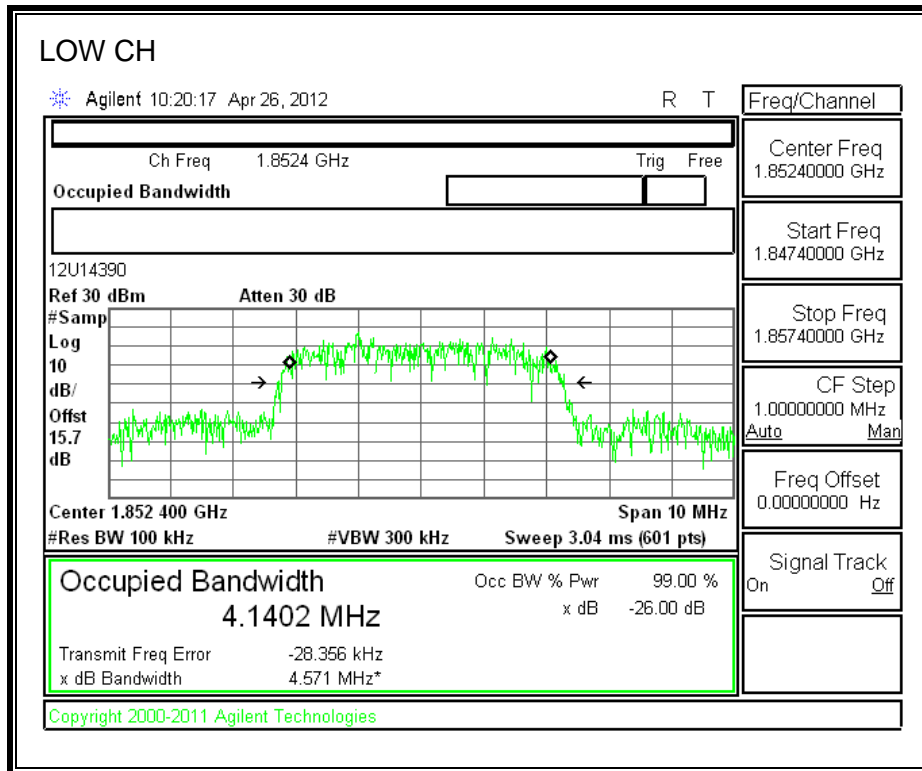 LOW CH
Agilent 10:20:17 Apr 26, 2012 R T
Freq/Channel
Ch Freq 1.8524 GHz Trig Free
Occupied Bandwidth
Center Freq
1.85240000 GHz
Start Freq
1.84740000 GHz
12U14390
Ref 30 dBm Atten 30 dB
#Samp
Log
10
dB/
Offst
15.7
dB
Stop Freq
1.85740000 GHz
CF Step
1.00000000 MHz
Auto Man
Freq Offset
0.00000000 Hz
Center 1.852 400 GHz Span 10 MHz
#Res BW 100 kHz #VBW 300 kHz Sweep 3.04 ms (601 pts)
Signal Track
On Off
Occupied Bandwidth Occ BW % Pwr 99.00 %
4.1402 MHz x dB -26.00 dB
Transmit Freq Error -28.356 kHz
x dB Bandwidth 4.571 MHz*
Copyright 2000-2011 Agilent Technologies